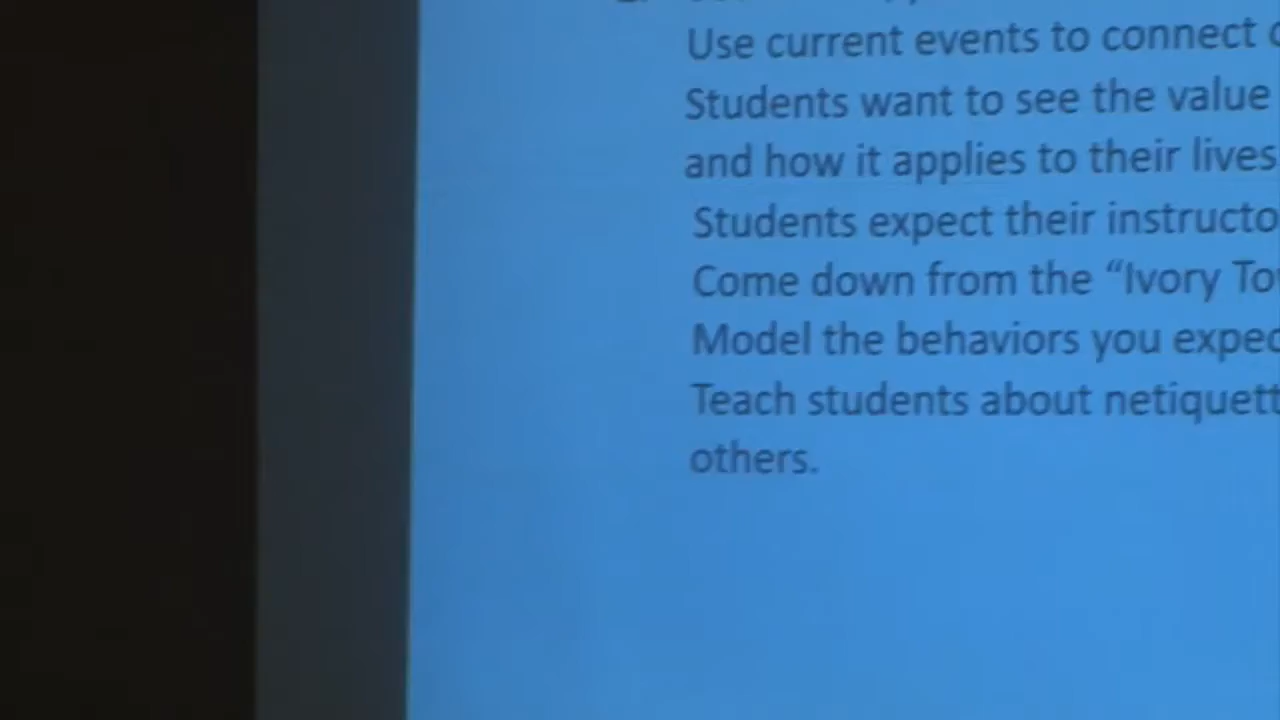 Use current events to connect
Students want to see the value
and how it applies to their lives
Students expect their instructo
Come down from the “Ivory To
Model the behaviors you expec
Teach students about netiquett
others.